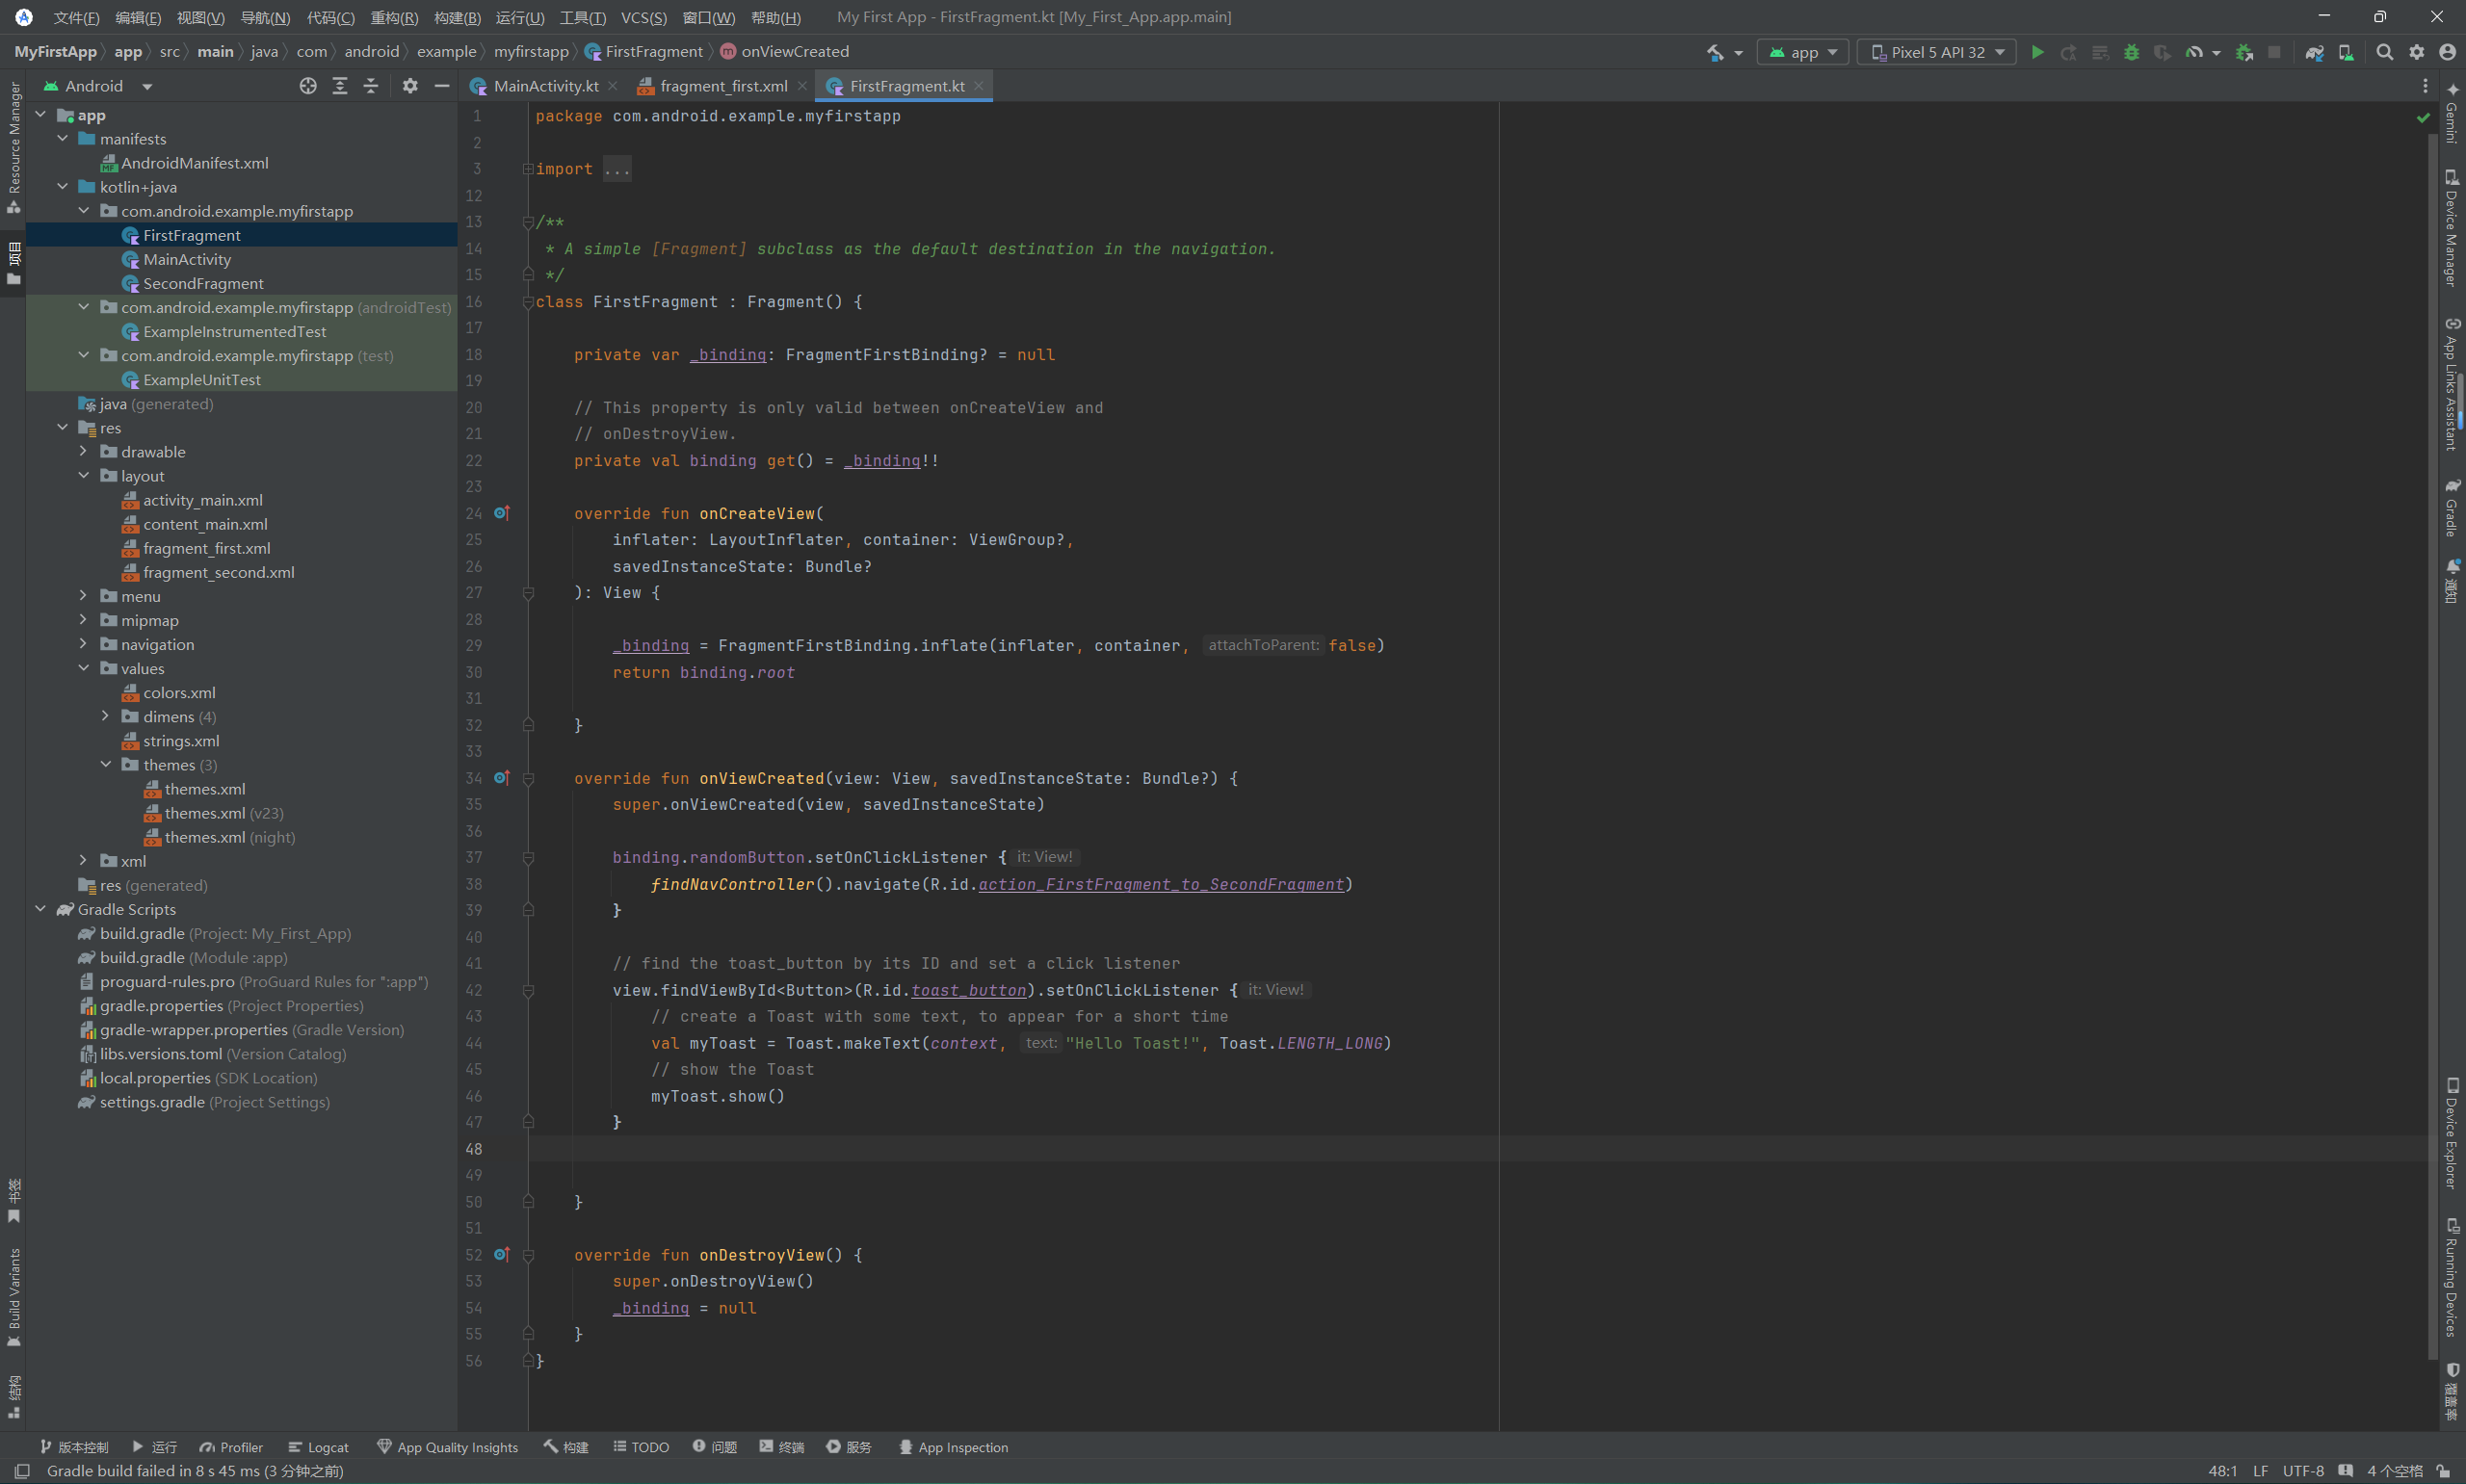 文件(F) 编辑(E) 视图(V) 导航(N) 代码(C) 重构(R) 构建(B) 运行(U) 工具(T) VCS(S) 窗口(W) 帮助(H) My First App - FirstFragment.kt [My_First_App.app.main]
MyFirstApp app src main java com android example myfirstapp FirstFragment onViewCreated app Pixel 5 API 32
Resource Manager
项目
书签
Build Variants
结构
Android
app
manifests
AndroidManifest.xml
kotlin+java
com.android.example.myfirstapp
FirstFragment
MainActivity
SecondFragment
com.android.example.myfirstapp (androidTest)
ExampleInstrumentedTest
com.android.example.myfirstapp (test)
ExampleUnitTest
java (generated)
res
drawable
layout
activity_main.xml
content_main.xml
fragment_first.xml
fragment_second.xml
menu
mipmap
navigation
values
colors.xml
dimens (4)
strings.xml
themes (3)
themes.xml
themes.xml (v23)
themes.xml (night)
xml
res (generated)
Gradle Scripts
build.gradle (Project: My_First_App)
build.gradle (Module :app)
proguard-rules.pro (ProGuard Rules for ":app")
gradle.properties (Project Properties)
gradle-wrapper.properties (Gradle Version)
libs.versions.toml (Version Catalog)
local.properties (SDK Location)
settings.gradle (Project Settings)
MainActivity.kt fragment_first.xml FirstFragment.kt
1 package com.android.example.myfirstapp
2
3 import ...
12
13 /**
14 * A simple [Fragment] subclass as the default destination in the navigation.
15 */
16 class FirstFragment : Fragment() {
17
18 private var _binding: FragmentFirstBinding? = null
19
20 // This property is only valid between onCreateView and
21 // onDestroyView.
22 private val binding get() = _binding!!
23
24 override fun onCreateView(
25 inflater: LayoutInflater, container: ViewGroup?,
26 savedInstanceState: Bundle?
27 ): View {
28
29 _binding = FragmentFirstBinding.inflate(inflater, container, attachToParent: false)
30 return binding.root
31
32 }
33
34 override fun onViewCreated(view: View, savedInstanceState: Bundle?) {
35 super.onViewCreated(view, savedInstanceState)
36
37 binding.randomButton.setOnClickListener { it: View!
38 findNavController().navigate(R.id.action_FirstFragment_to_SecondFragment)
39 }
40
41 // find the toast_button by its ID and set a click listener
42 view.findViewById<Button>(R.id.toast_button).setOnClickListener { it: View!
43 // create a Toast with some text, to appear for a short time
44 val myToast = Toast.makeText(context, text: "Hello Toast!", Toast.LENGTH_LONG)
45 // show the Toast
46 myToast.show()
47 }
48
49
50 }
51
52 override fun onDestroyView() {
53 super.onDestroyView()
54 _binding = null
55 }
56 }
Gemini
Device Manager
App Links Assistant
Gradle
通知
Device Explorer
Running Devices
覆盖率
版本控制 运行 Profiler Logcat App Quality Insights 构建 TODO 问题 终端 服务 App Inspection
Gradle build failed in 8 s 45 ms (3 分钟之前) 48:1 LF UTF-8 4 个空格